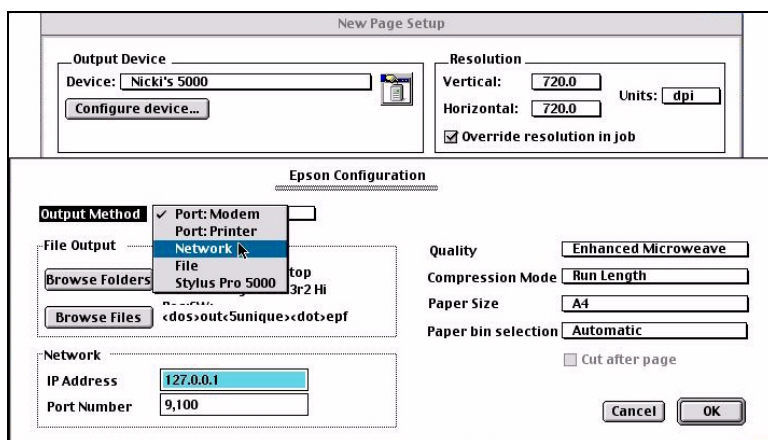 New Page Setup
Output Device
Device: Nicki's 5000
Configure device...
Resolution
Vertical: 720.0
Horizontal: 720.0
Units: dpi
Override resolution in job
Epson Configuration
Output Method
✓ Port: Modem
Port: Printer
Network
File
Stylus Pro 5000
File Output
Browse Folders
top
3r2 Hi
Browse Files
<dos>out<5unique><dot>epf
Network
IP Address 127.0.0.1
Port Number 9,100
Quality Enhanced Microweave
Compression Mode Run Length
Paper Size A4
Paper bin selection Automatic
Cut after page
Cancel OK